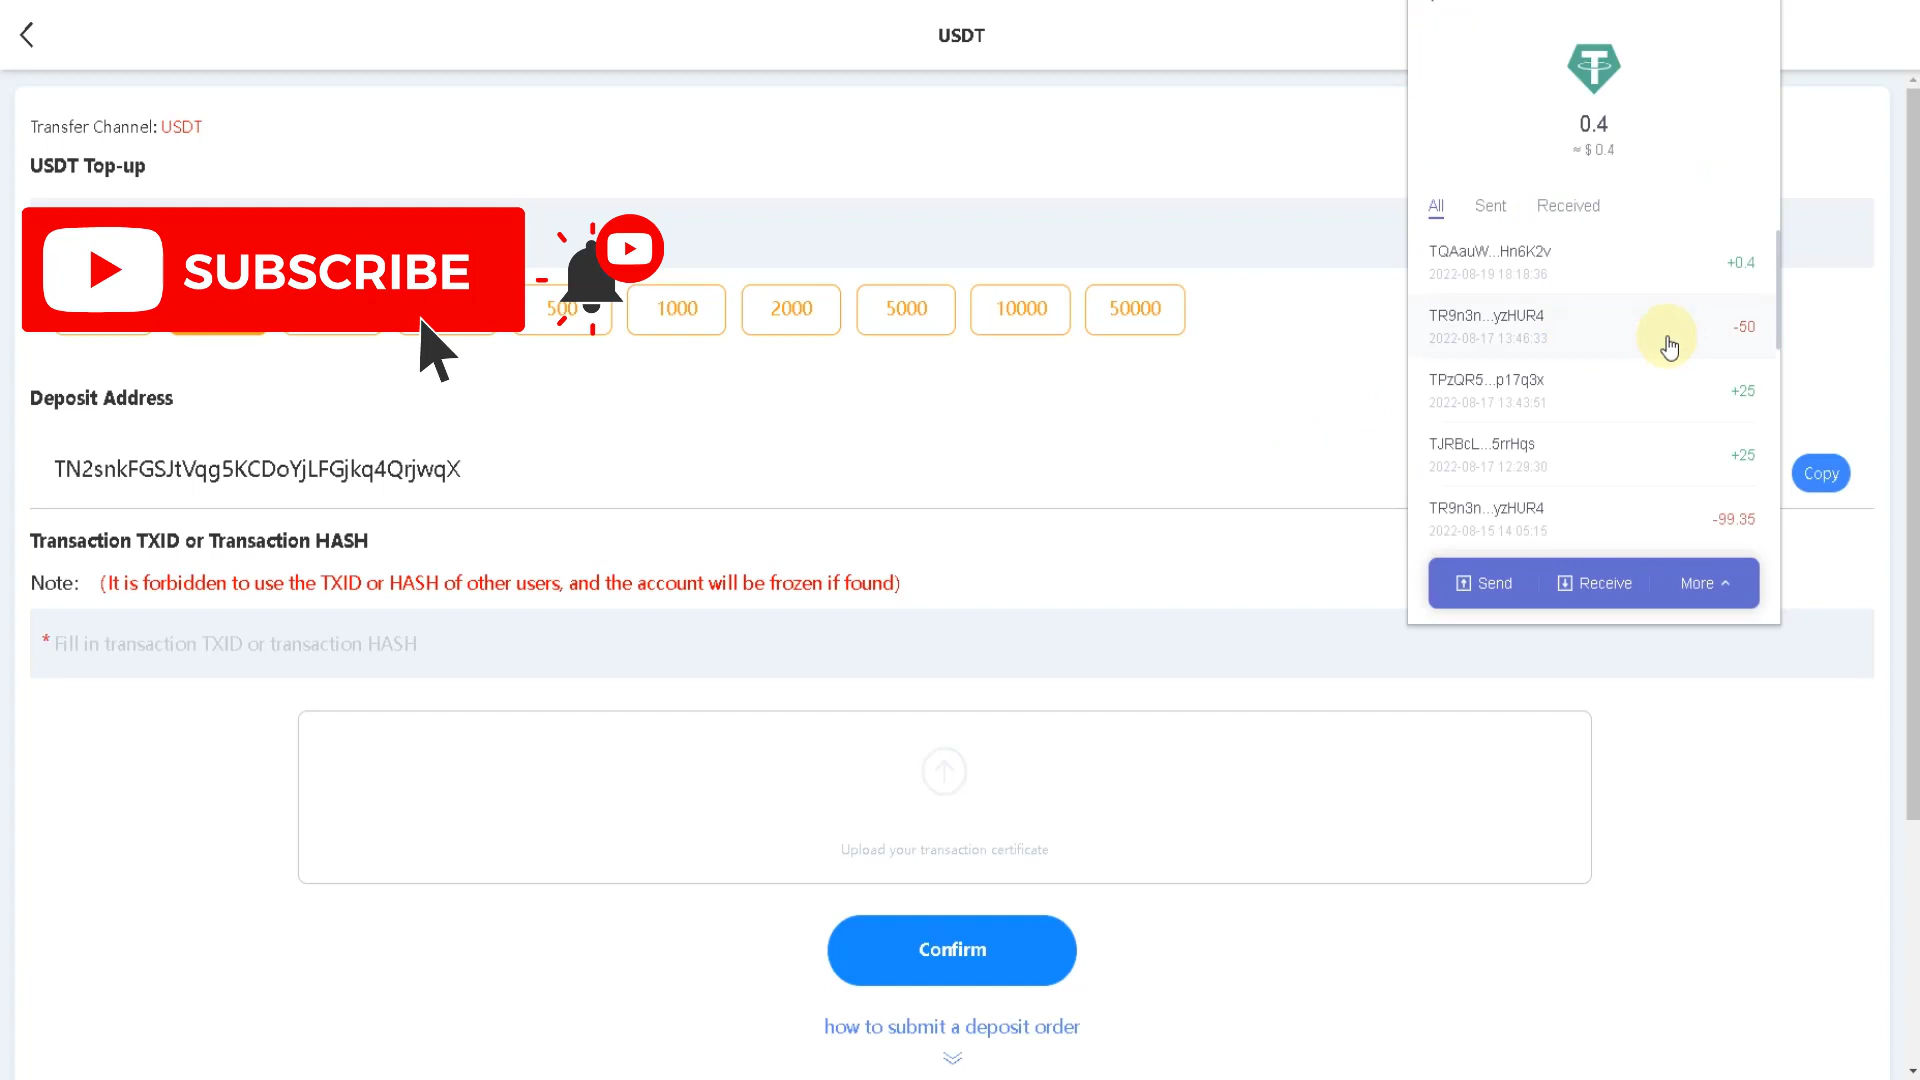 USDT
Transfer Channel: USDT
USDT Top-up
SUBSCRIBE
500
1000
2000
5000
10000
50000
Deposit Address
TN2snkFGSJtVqg5KCDoYjLFGjkq4QrjwqX
Copy
Transaction TXID or Transaction HASH
Note: (It is forbidden to use the TXID or HASH of other users, and the account will be frozen if found)
* Fill in transaction TXID or transaction HASH
Upload your transaction certificate
Confirm
how to submit a deposit order
0.4
≈ $ 0.4
All Sent Received
TQAauW...Hn6K2v
+0.4
2022-08-19 18:18:36
TR9n3n...yzHUR4
-50
2022-08-17 13:46:33
TPzQR5...p17q3x
+25
2022-08-17 13:43:51
TJRBcL...5rrHqs
+25
2022-08-17 12:29:30
TR9n3n...yzHUR4
-99.35
2022-08-15 14:05:15
Send Receive More